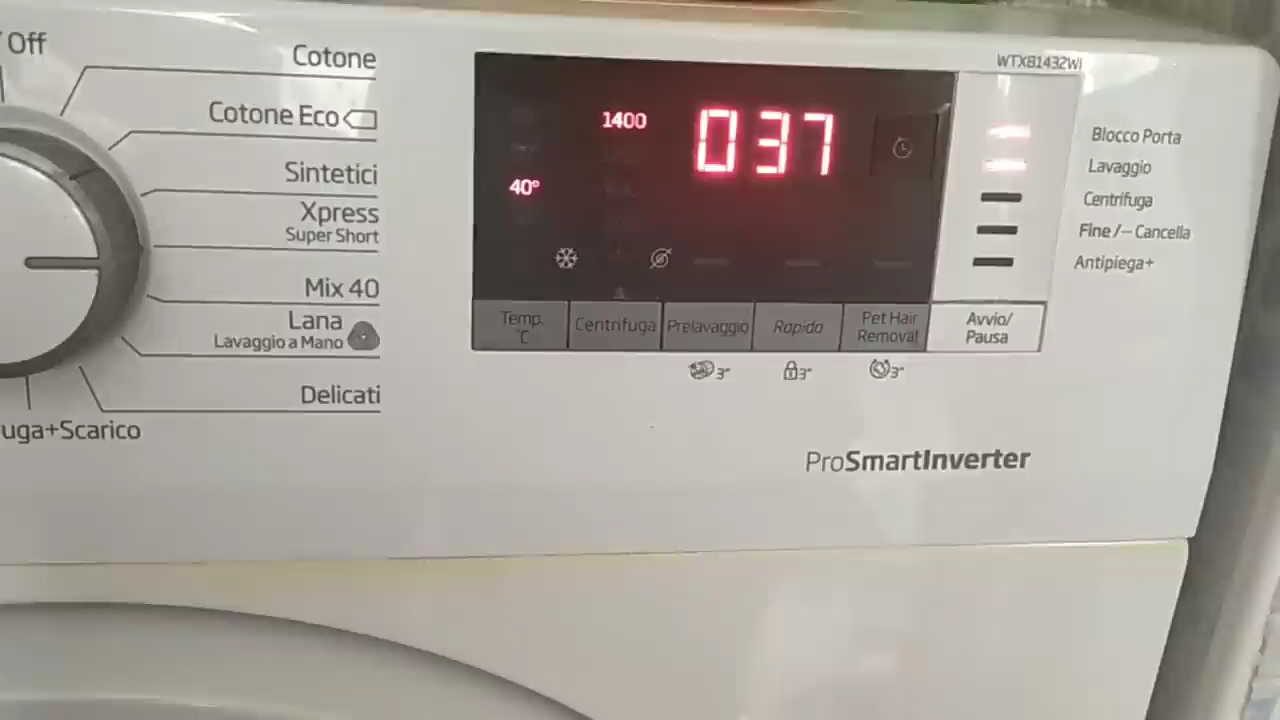 Off
Cotone
Cotone Eco
Sintetici
Xpress
Super Short
Mix 40
Lana
Lavaggio a Mano
Delicati
uga+Scarico
1400
037
40°
Temp.
°C
Centrifuga
Prelavaggio
Rapido
Pet Hair
Removal
Avvio/
Pausa
3"
3"
3"
WTX81432WI
Blocco Porta
Lavaggio
Centrifuga
Fine /– Cancella
Antipiega+
ProSmartInverter